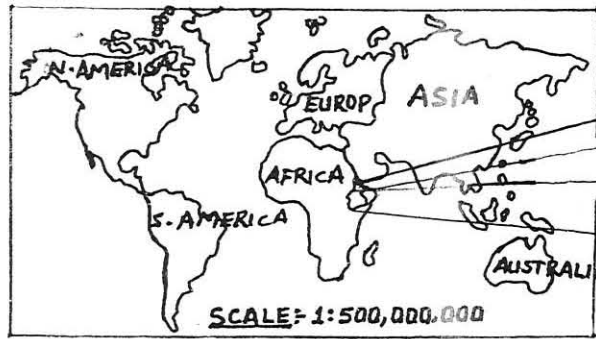 N.AMERICA
EUROP
ASIA
AFRICA
S.AMERICA
AUSTRALI
SCALE:- 1:500,000,000